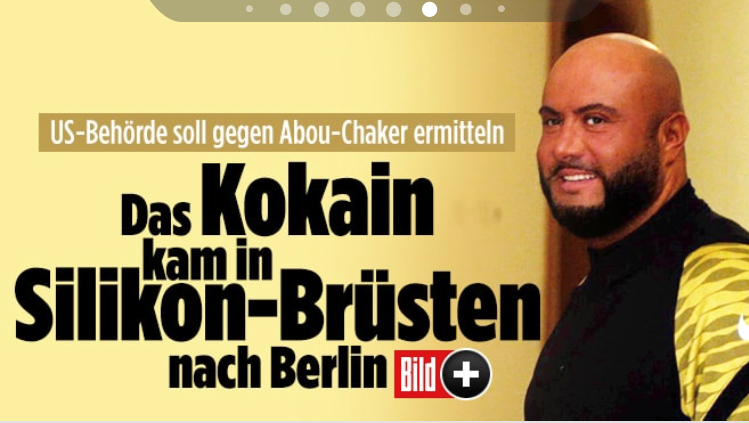 US-Behörde soll gegen Abou-Chaker ermitteln
Das Kokain
kam in
Silikon-Brüsten
nach Berlin Bild +